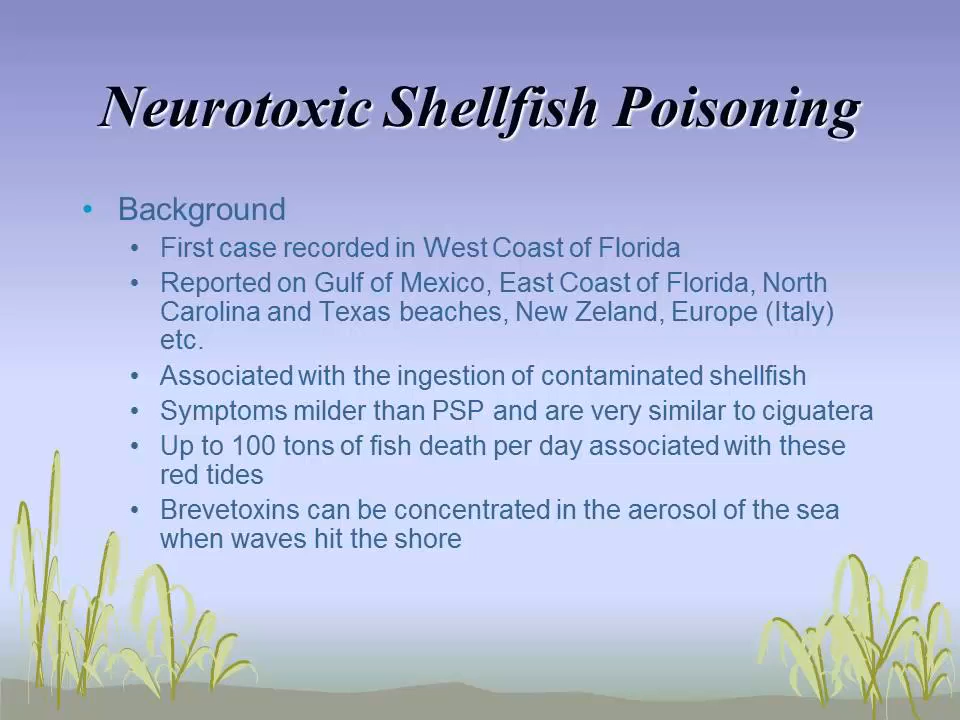 Neurotoxic Shellfish Poisoning
• Background
• First case recorded in West Coast of Florida
• Reported on Gulf of Mexico, East Coast of Florida, North
Carolina and Texas beaches, New Zeland, Europe (Italy)
etc.
• Associated with the ingestion of contaminated shellfish
• Symptoms milder than PSP and are very similar to ciguatera
• Up to 100 tons of fish death per day associated with these
red tides
• Brevetoxins can be concentrated in the aerosol of the sea
when waves hit the shore